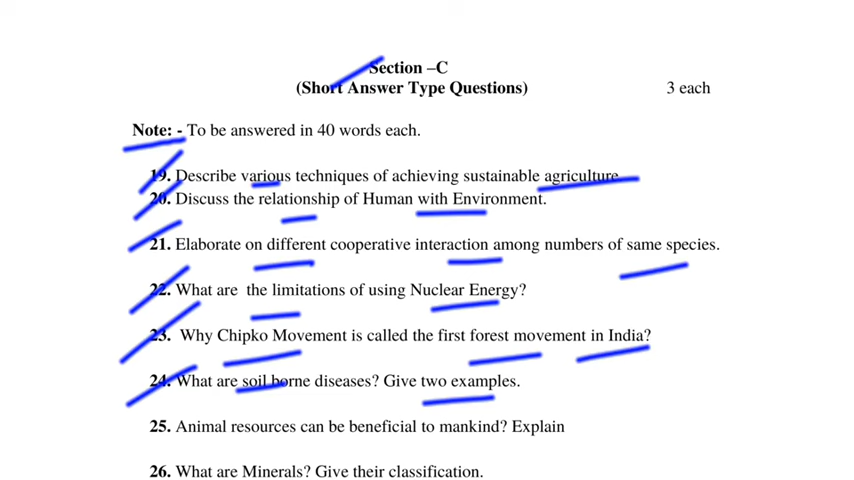 Section –C
(Short Answer Type Questions) 3 each
Note: - To be answered in 40 words each.
19. Describe various techniques of achieving sustainable agriculture
20. Discuss the relationship of Human with Environment.
21. Elaborate on different cooperative interaction among numbers of same species.
22. What are the limitations of using Nuclear Energy?
23. Why Chipko Movement is called the first forest movement in India?
24. What are soil borne diseases? Give two examples.
25. Animal resources can be beneficial to mankind? Explain
26. What are Minerals? Give their classification.